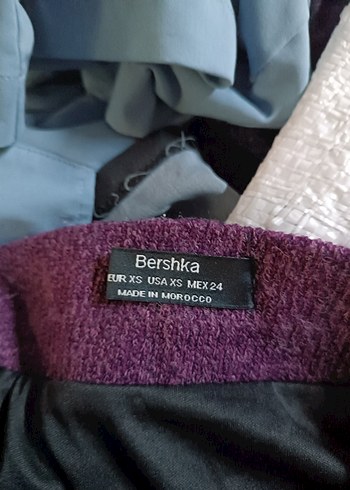 Bershka
EUR XS USA XS MEX 24
MADE IN MOROCCO